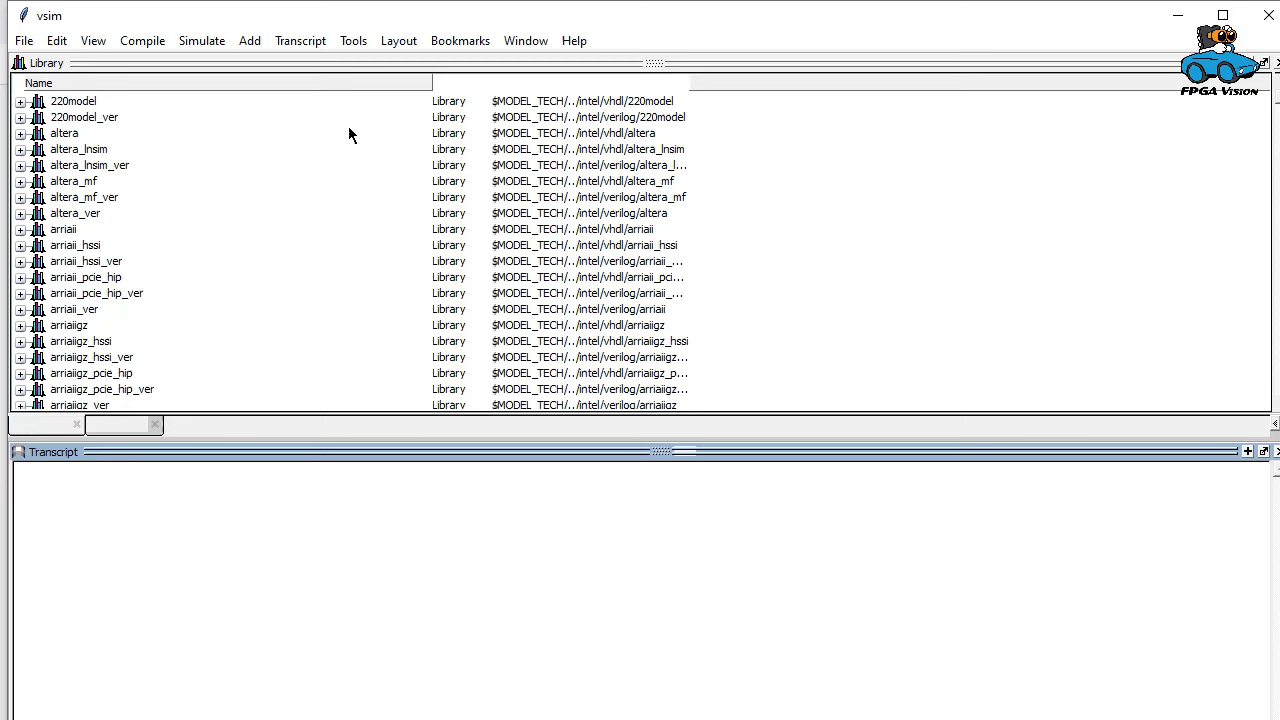 vsim
File Edit View Compile Simulate Add Transcript Tools Layout Bookmarks Window Help
FPGA VISION
Library
Name
220model Library $MODEL_TECH/../intel/vhdl/220model
220model_ver Library $MODEL_TECH/../intel/verilog/220model
altera Library $MODEL_TECH/../intel/vhdl/altera
altera_lnsim Library $MODEL_TECH/../intel/vhdl/altera_lnsim
altera_lnsim_ver Library $MODEL_TECH/../intel/verilog/altera_l...
altera_mf Library $MODEL_TECH/../intel/vhdl/altera_mf
altera_mf_ver Library $MODEL_TECH/../intel/verilog/altera_mf
altera_ver Library $MODEL_TECH/../intel/verilog/altera
arriaii Library $MODEL_TECH/../intel/vhdl/arriaii
arriaii_hssi Library $MODEL_TECH/../intel/vhdl/arriaii_hssi
arriaii_hssi_ver Library $MODEL_TECH/../intel/verilog/arriaii_...
arriaii_pcie_hip Library $MODEL_TECH/../intel/vhdl/arriaii_pci...
arriaii_pcie_hip_ver Library $MODEL_TECH/../intel/verilog/arriaii_...
arriaii_ver Library $MODEL_TECH/../intel/verilog/arriaii
arriaiigz Library $MODEL_TECH/../intel/vhdl/arriaiigz
arriaiigz_hssi Library $MODEL_TECH/../intel/vhdl/arriaiigz_hssi
arriaiigz_hssi_ver Library $MODEL_TECH/../intel/verilog/arriaiigz...
arriaiigz_pcie_hip Library $MODEL_TECH/../intel/vhdl/arriaiigz_p...
arriaiigz_pcie_hip_ver Library $MODEL_TECH/../intel/verilog/arriaiigz...
arriaiigz_ver Library $MODEL_TECH/../intel/verilog/arriaiigz
Transcript